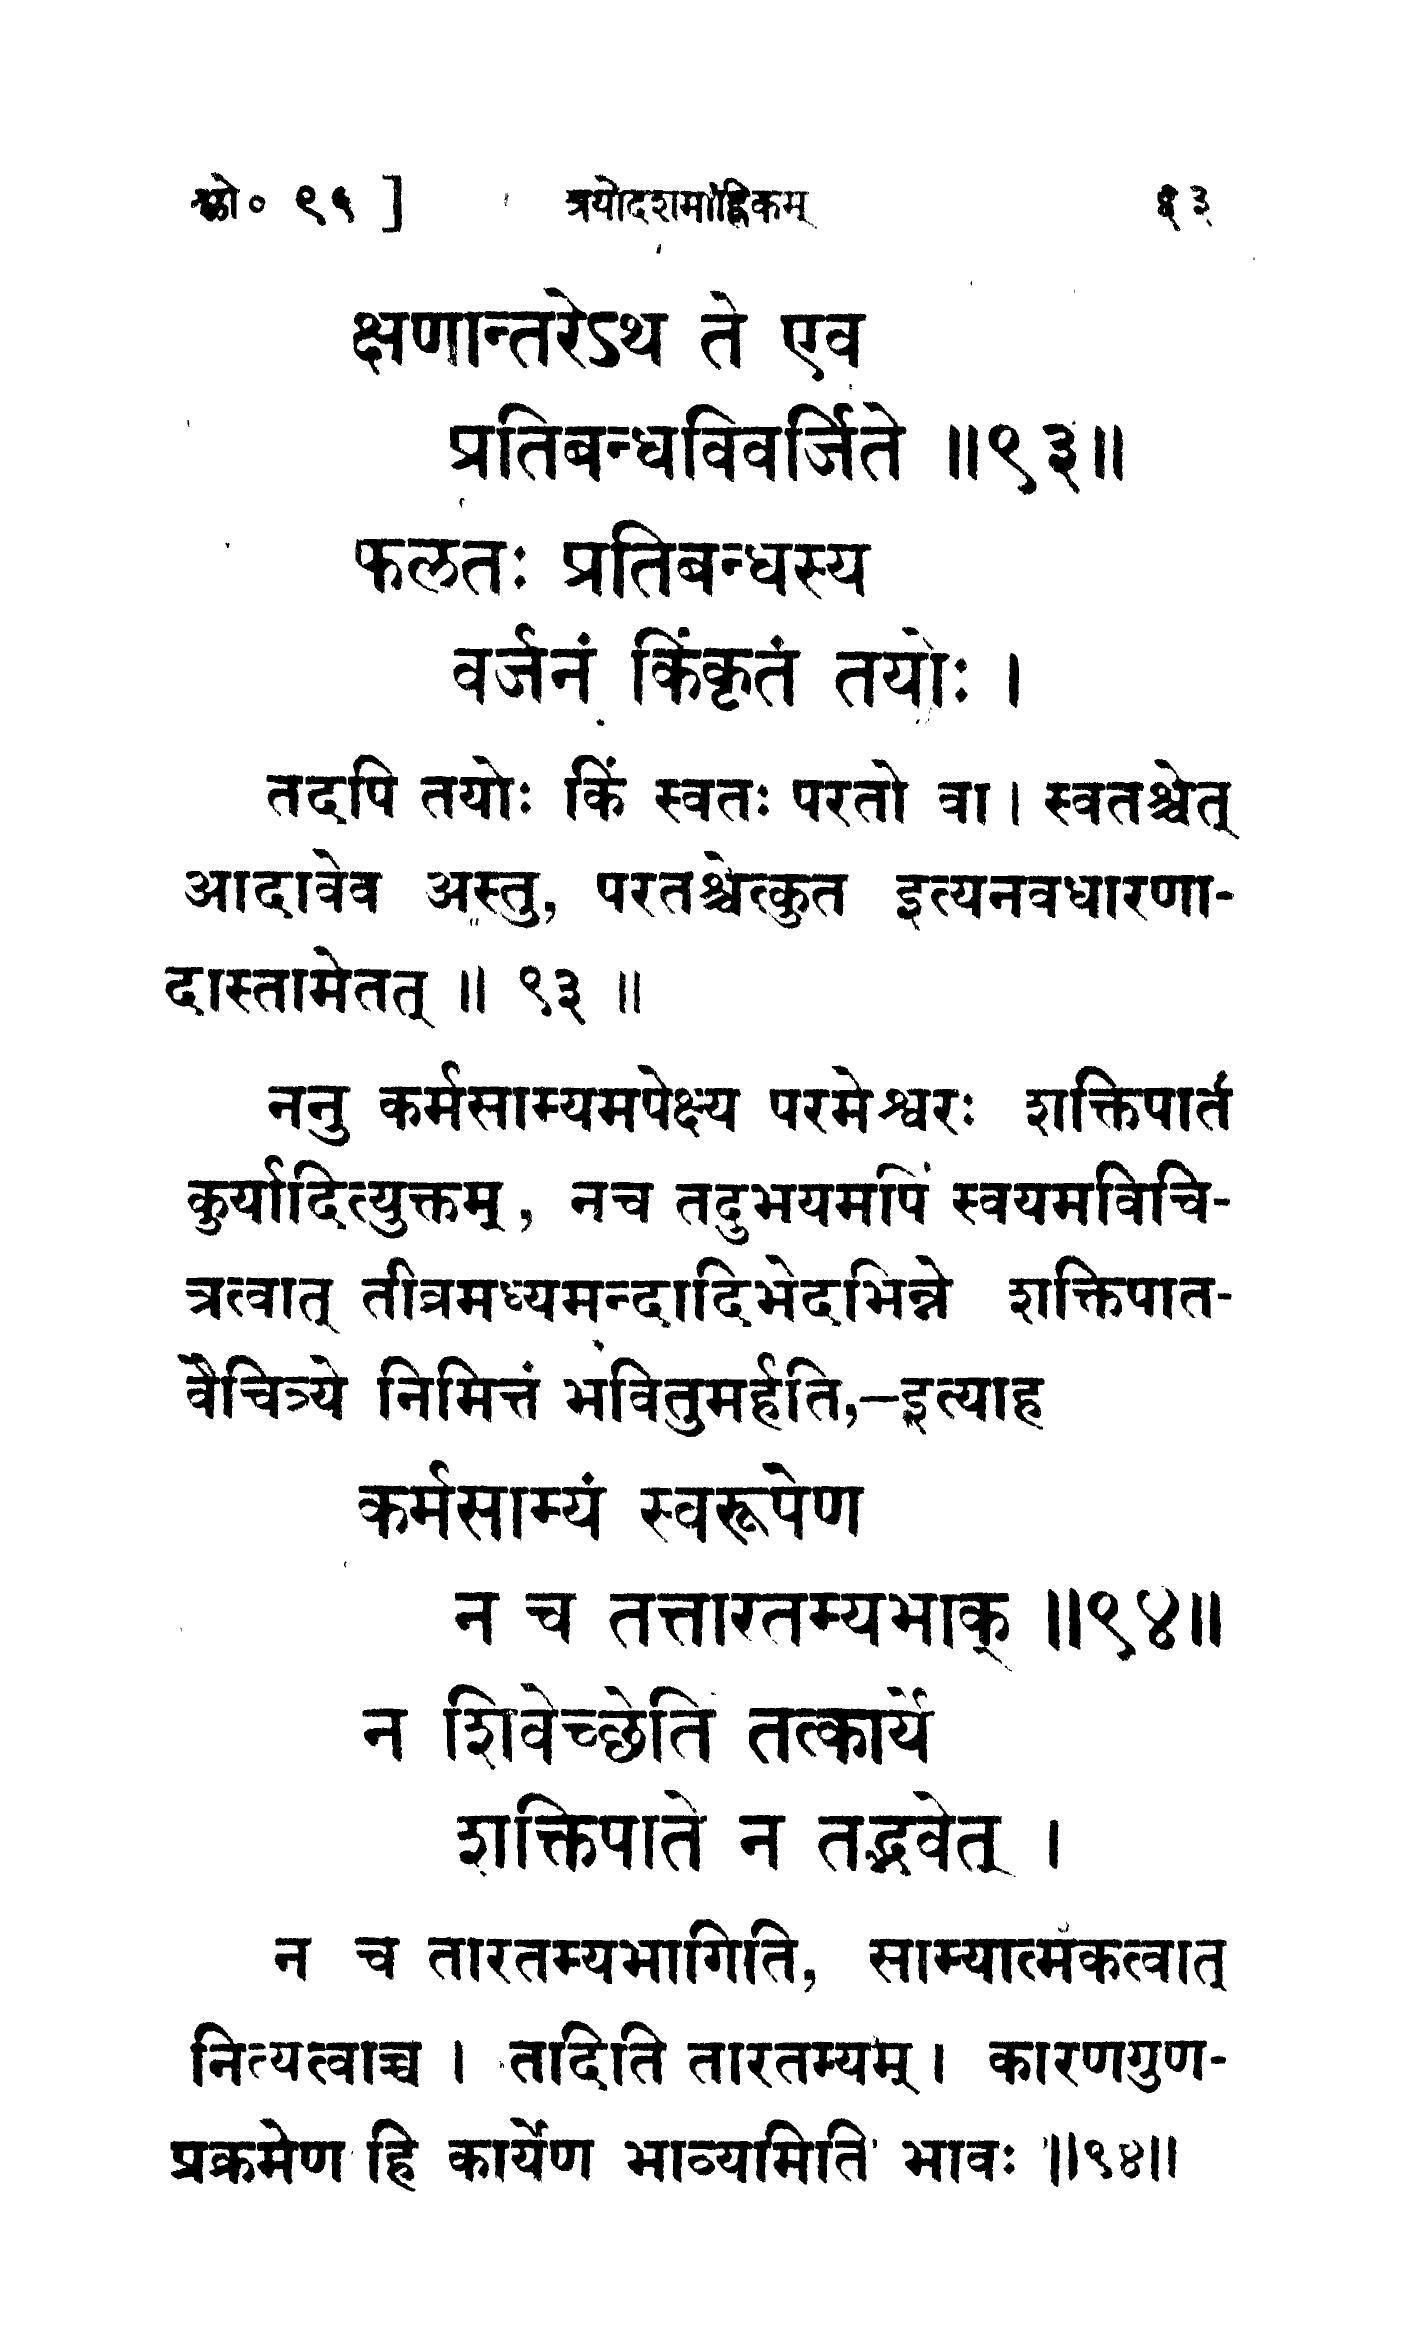 श्लो० ९५ ] त्रयोदशमाह्निकम् ६३
क्षणान्तरेऽथ ते एव
प्रतिबन्धविवर्जिते ॥९३॥
फलतः प्रतिबन्धस्य
वर्जनं किंकृतं तयोः ।
तदपि तयोः किं स्वतः परतो वा । स्वतश्चेत्
आदावेव अस्तु, परतश्चेत्कुत इत्यनवधारणा-
दास्तामेतत् ॥ ९३ ॥
ननु कर्मसाम्यमपेक्ष्य परमेश्वरः शक्तिपातं
कुर्यादित्युक्तम्, नच तदुभयमपि स्वयमविचि-
त्रत्वात् तीव्रमध्यमन्दादिभेदभिन्ने शक्तिपात-
वैचित्र्ये निमित्तं भवितुमर्हति,—इत्याह
कर्मसाम्यं स्वरूपेण
न च तत्तारतम्यभाक् ॥९४॥
न शिवेच्छेति तत्कार्ये
शक्तिपाते न तद्भवेत् ।
न च तारतम्यभागिति, साम्यात्मकत्वात्
नित्यत्वाच्च । तदिति तारतम्यम् । कारणगुण-
प्रक्रमेण हि कार्येण भाव्यमिति भावः ॥९४॥